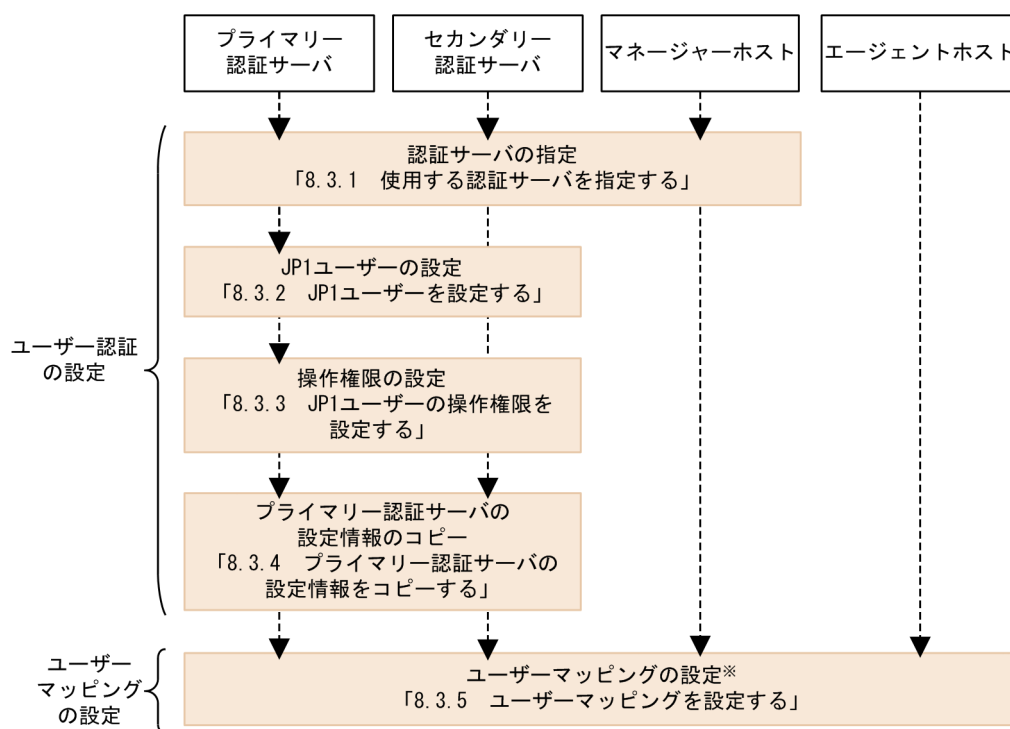 プライマリー
認証サーバ
セカンダリー
認証サーバ
マネージャーホスト
エージェントホスト
認証サーバの指定
「8.3.1　使用する認証サーバを指定する」
JP1ユーザーの設定
「8.3.2　JP1ユーザーを設定する」
ユーザー認証
の設定
操作権限の設定
「8.3.3　JP1ユーザーの操作権限を
設定する」
プライマリー認証サーバの
設定情報のコピー
「8.3.4　プライマリー認証サーバの
設定情報をコピーする」
ユーザー
マッピング
の設定
ユーザーマッピングの設定※
「8.3.5　ユーザーマッピングを設定する」